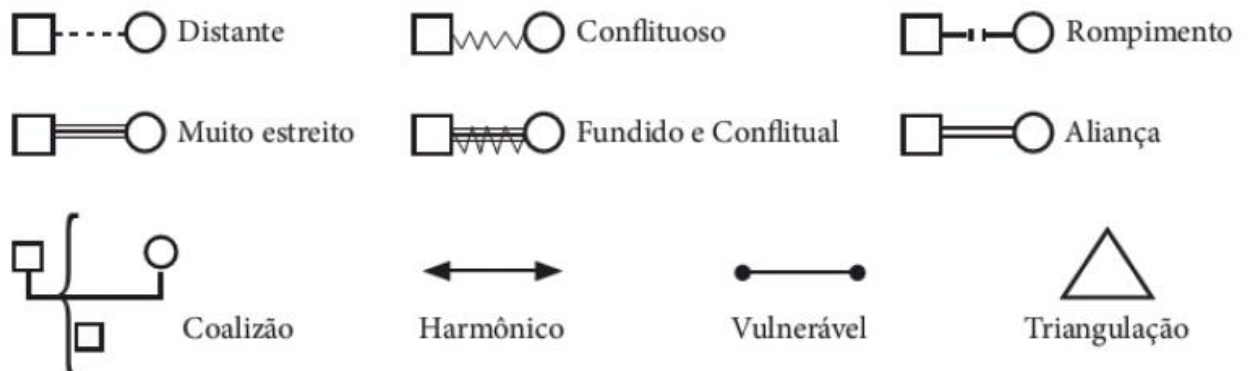 Distante
Conflituoso
Rompimento
Muito estreito
Fundido e Conflitual
Aliança
Coalizão
Harmônico
Vulnerável
Triangulação